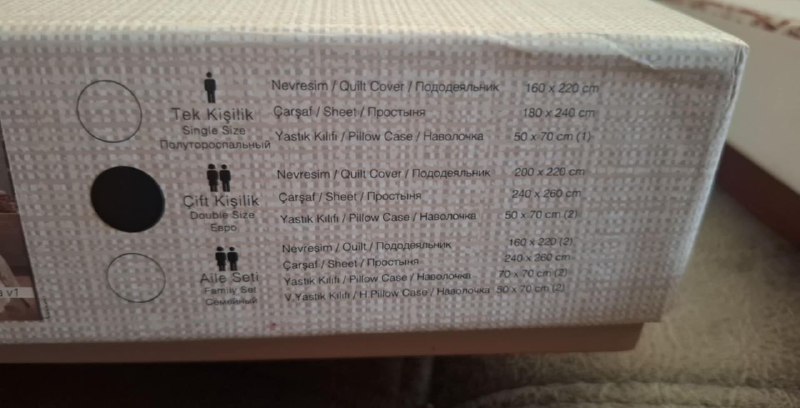 Tek Kişilik
Single Size
Полутороспальный
Nevresim / Quilt Cover / Пододеяльник 160 x 220 cm
Çarşaf / Sheet / Простыня 180 x 240 cm
Yastık Kılıfı / Pillow Case / Наволочка 50 x 70 cm (1)
Çift Kişilik
Double Size
Евро
Nevresim / Quilt Cover / Пододеяльник 200 x 220 cm
Çarşaf / Sheet / Простыня 240 x 260 cm
Yastık Kılıfı / Pillow Case / Наволочка 50 x 70 cm (2)
Aile Seti
Family Set
Семейный
Nevresim / Quilt / Пододеяльник 160 x 220 (2)
Çarşaf / Sheet / Простыня 240 x 260 cm
Yastık Kılıfı / Pillow Case / Наволочка 70 x 70 cm (2)
V.Yastık Kılıfı / H.Pillow Case / Наволочка 50 x 70 cm (2)
v1